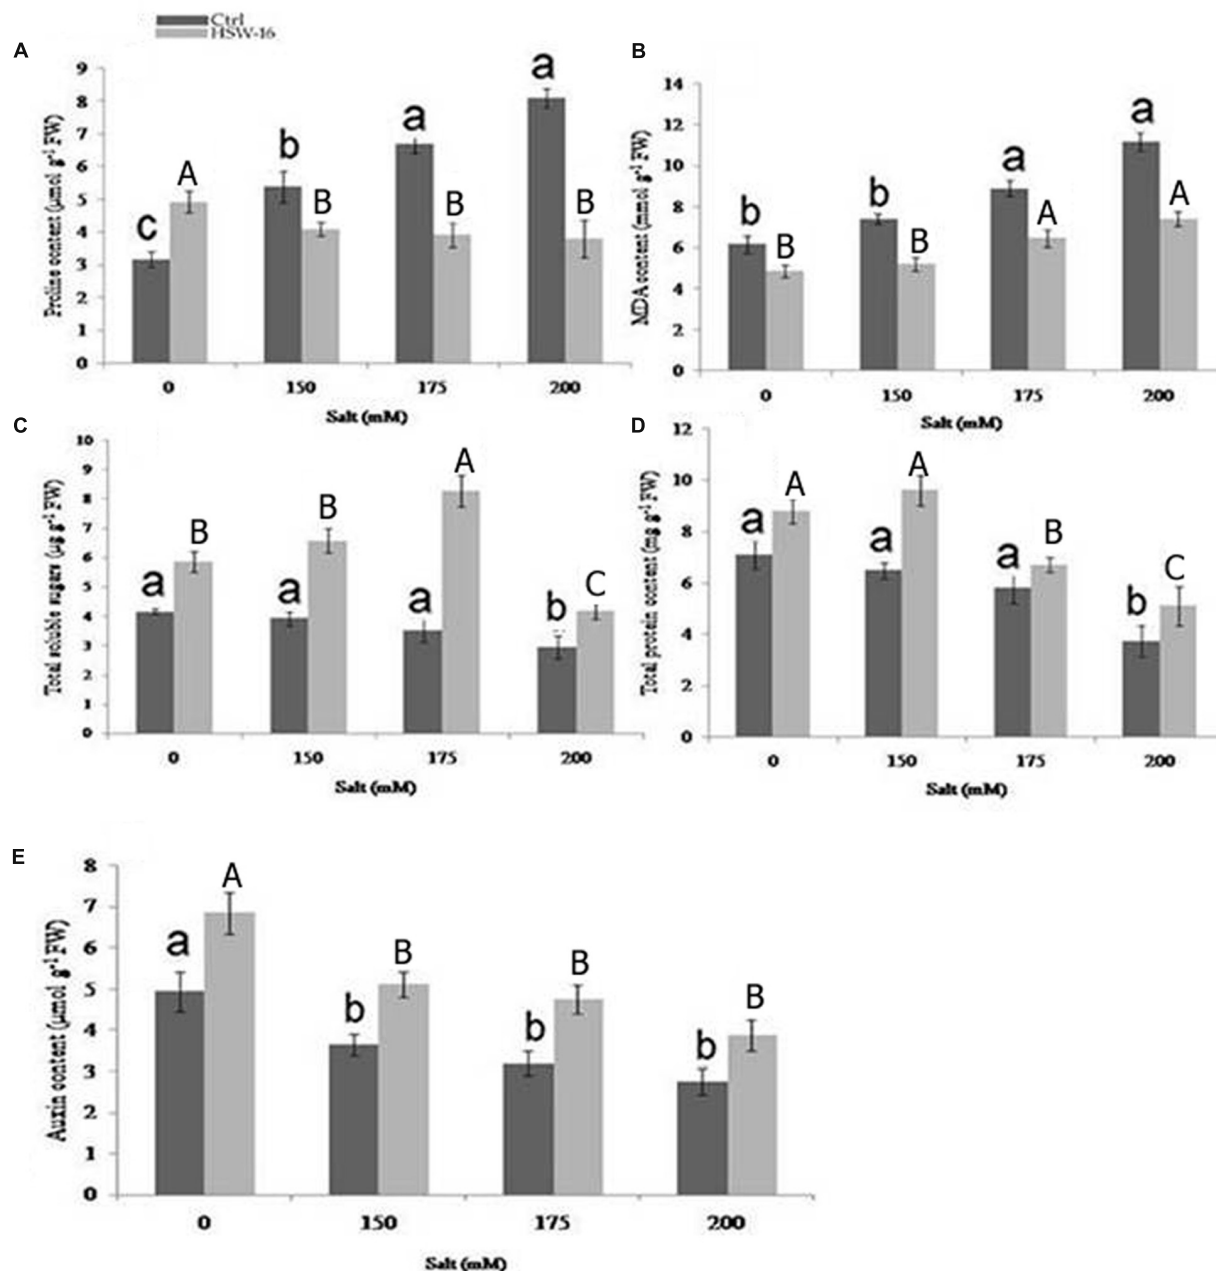 Ctrl
HSW-16
A
Proline content (µmol g⁻¹ FW)
9
8
7
6
5
4
3
2
1
0
c
A
b
B
a
B
a
B
0 150 175 200
Salt (mM)
B
MDA content (mmol g⁻¹ FW)
14
12
10
8
6
4
2
0
b
B
b
B
a
A
a
A
0 150 175 200
Salt (mM)
C
Total soluble sugars (µg g⁻¹ FW)
10
9
8
7
6
5
4
3
2
1
0
a
B
a
B
a
A
b
C
0 150 175 200
Salt (mM)
D
Total protein content (mg g⁻¹ FW)
12
10
8
6
4
2
0
a
A
a
A
a
B
b
C
0 150 175 200
Salt (mM)
E
Auxin content (µmol g⁻¹ FW)
8
7
6
5
4
3
2
1
0
a
A
b
B
b
B
b
B
0 150 175 200
Salt (mM)